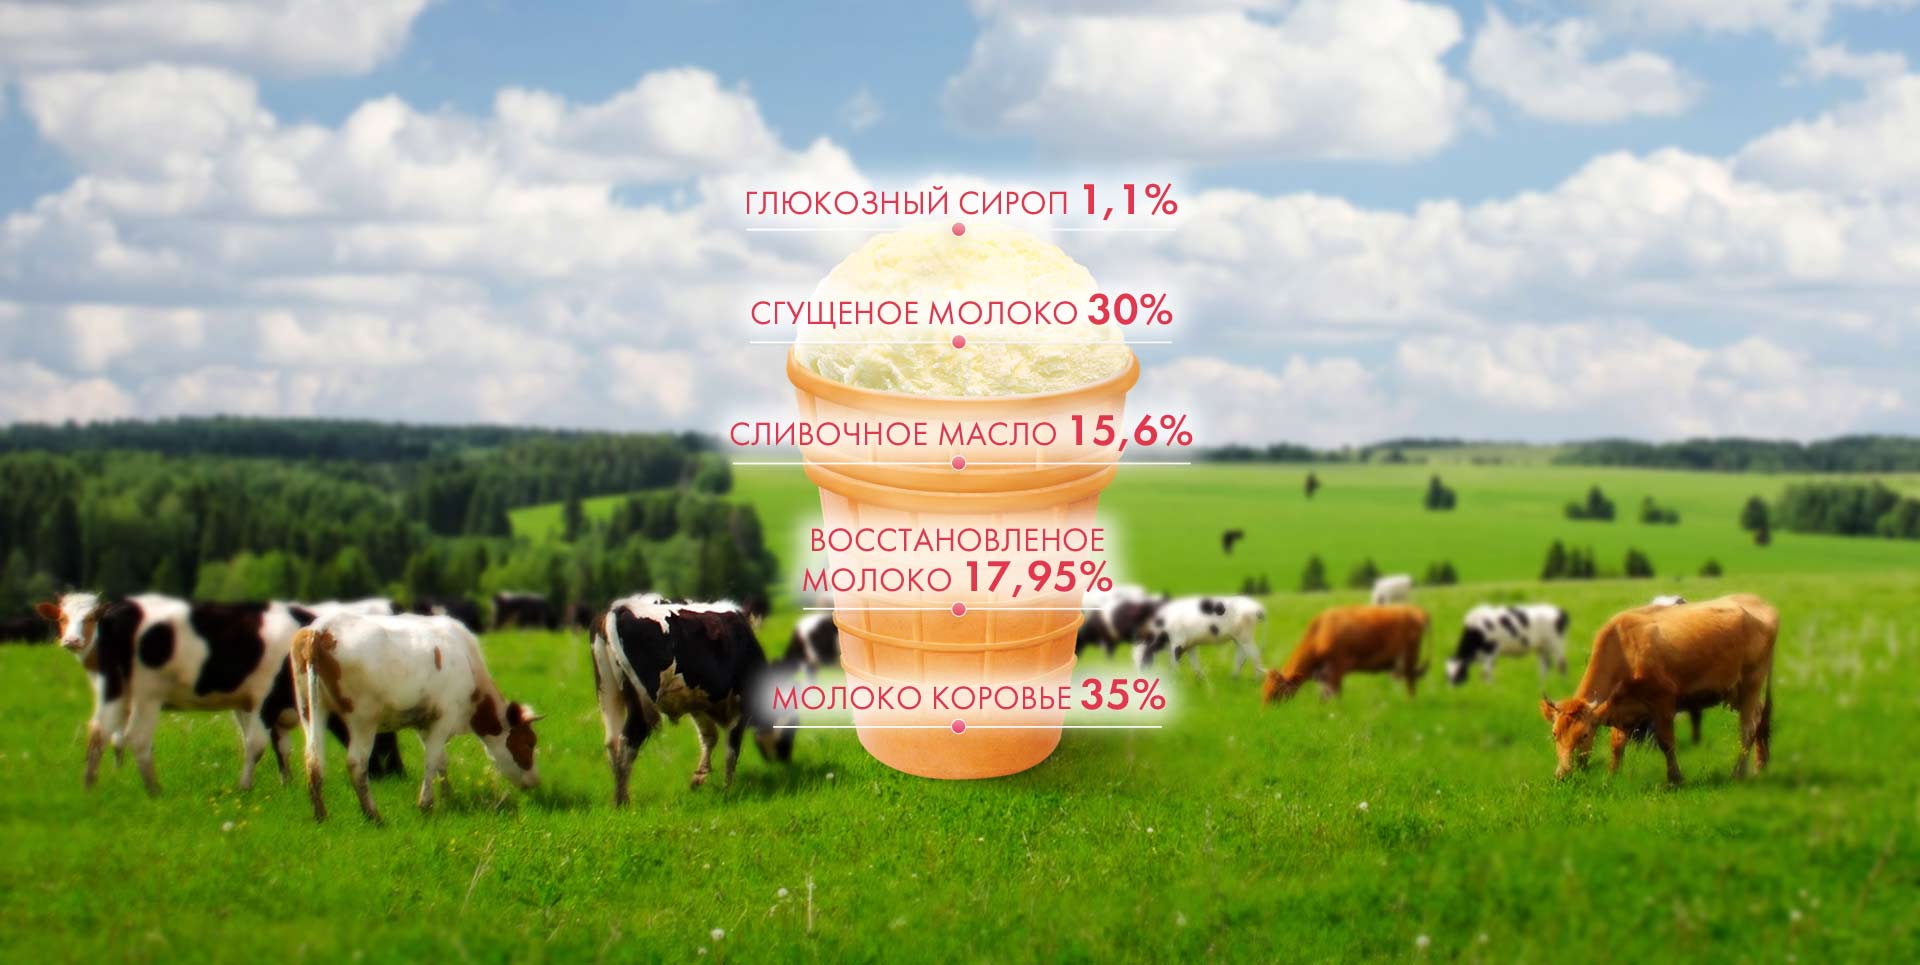 ГЛЮКОЗНЫЙ СИРОП 1,1%
СГУЩЕНОЕ МОЛОКО 30%
СЛИВОЧНОЕ МАСЛО 15,6%
ВОССТАНОВЛЕНОЕ
МОЛОКО 17,95%
МОЛОКО КОРОВЬЕ 35%